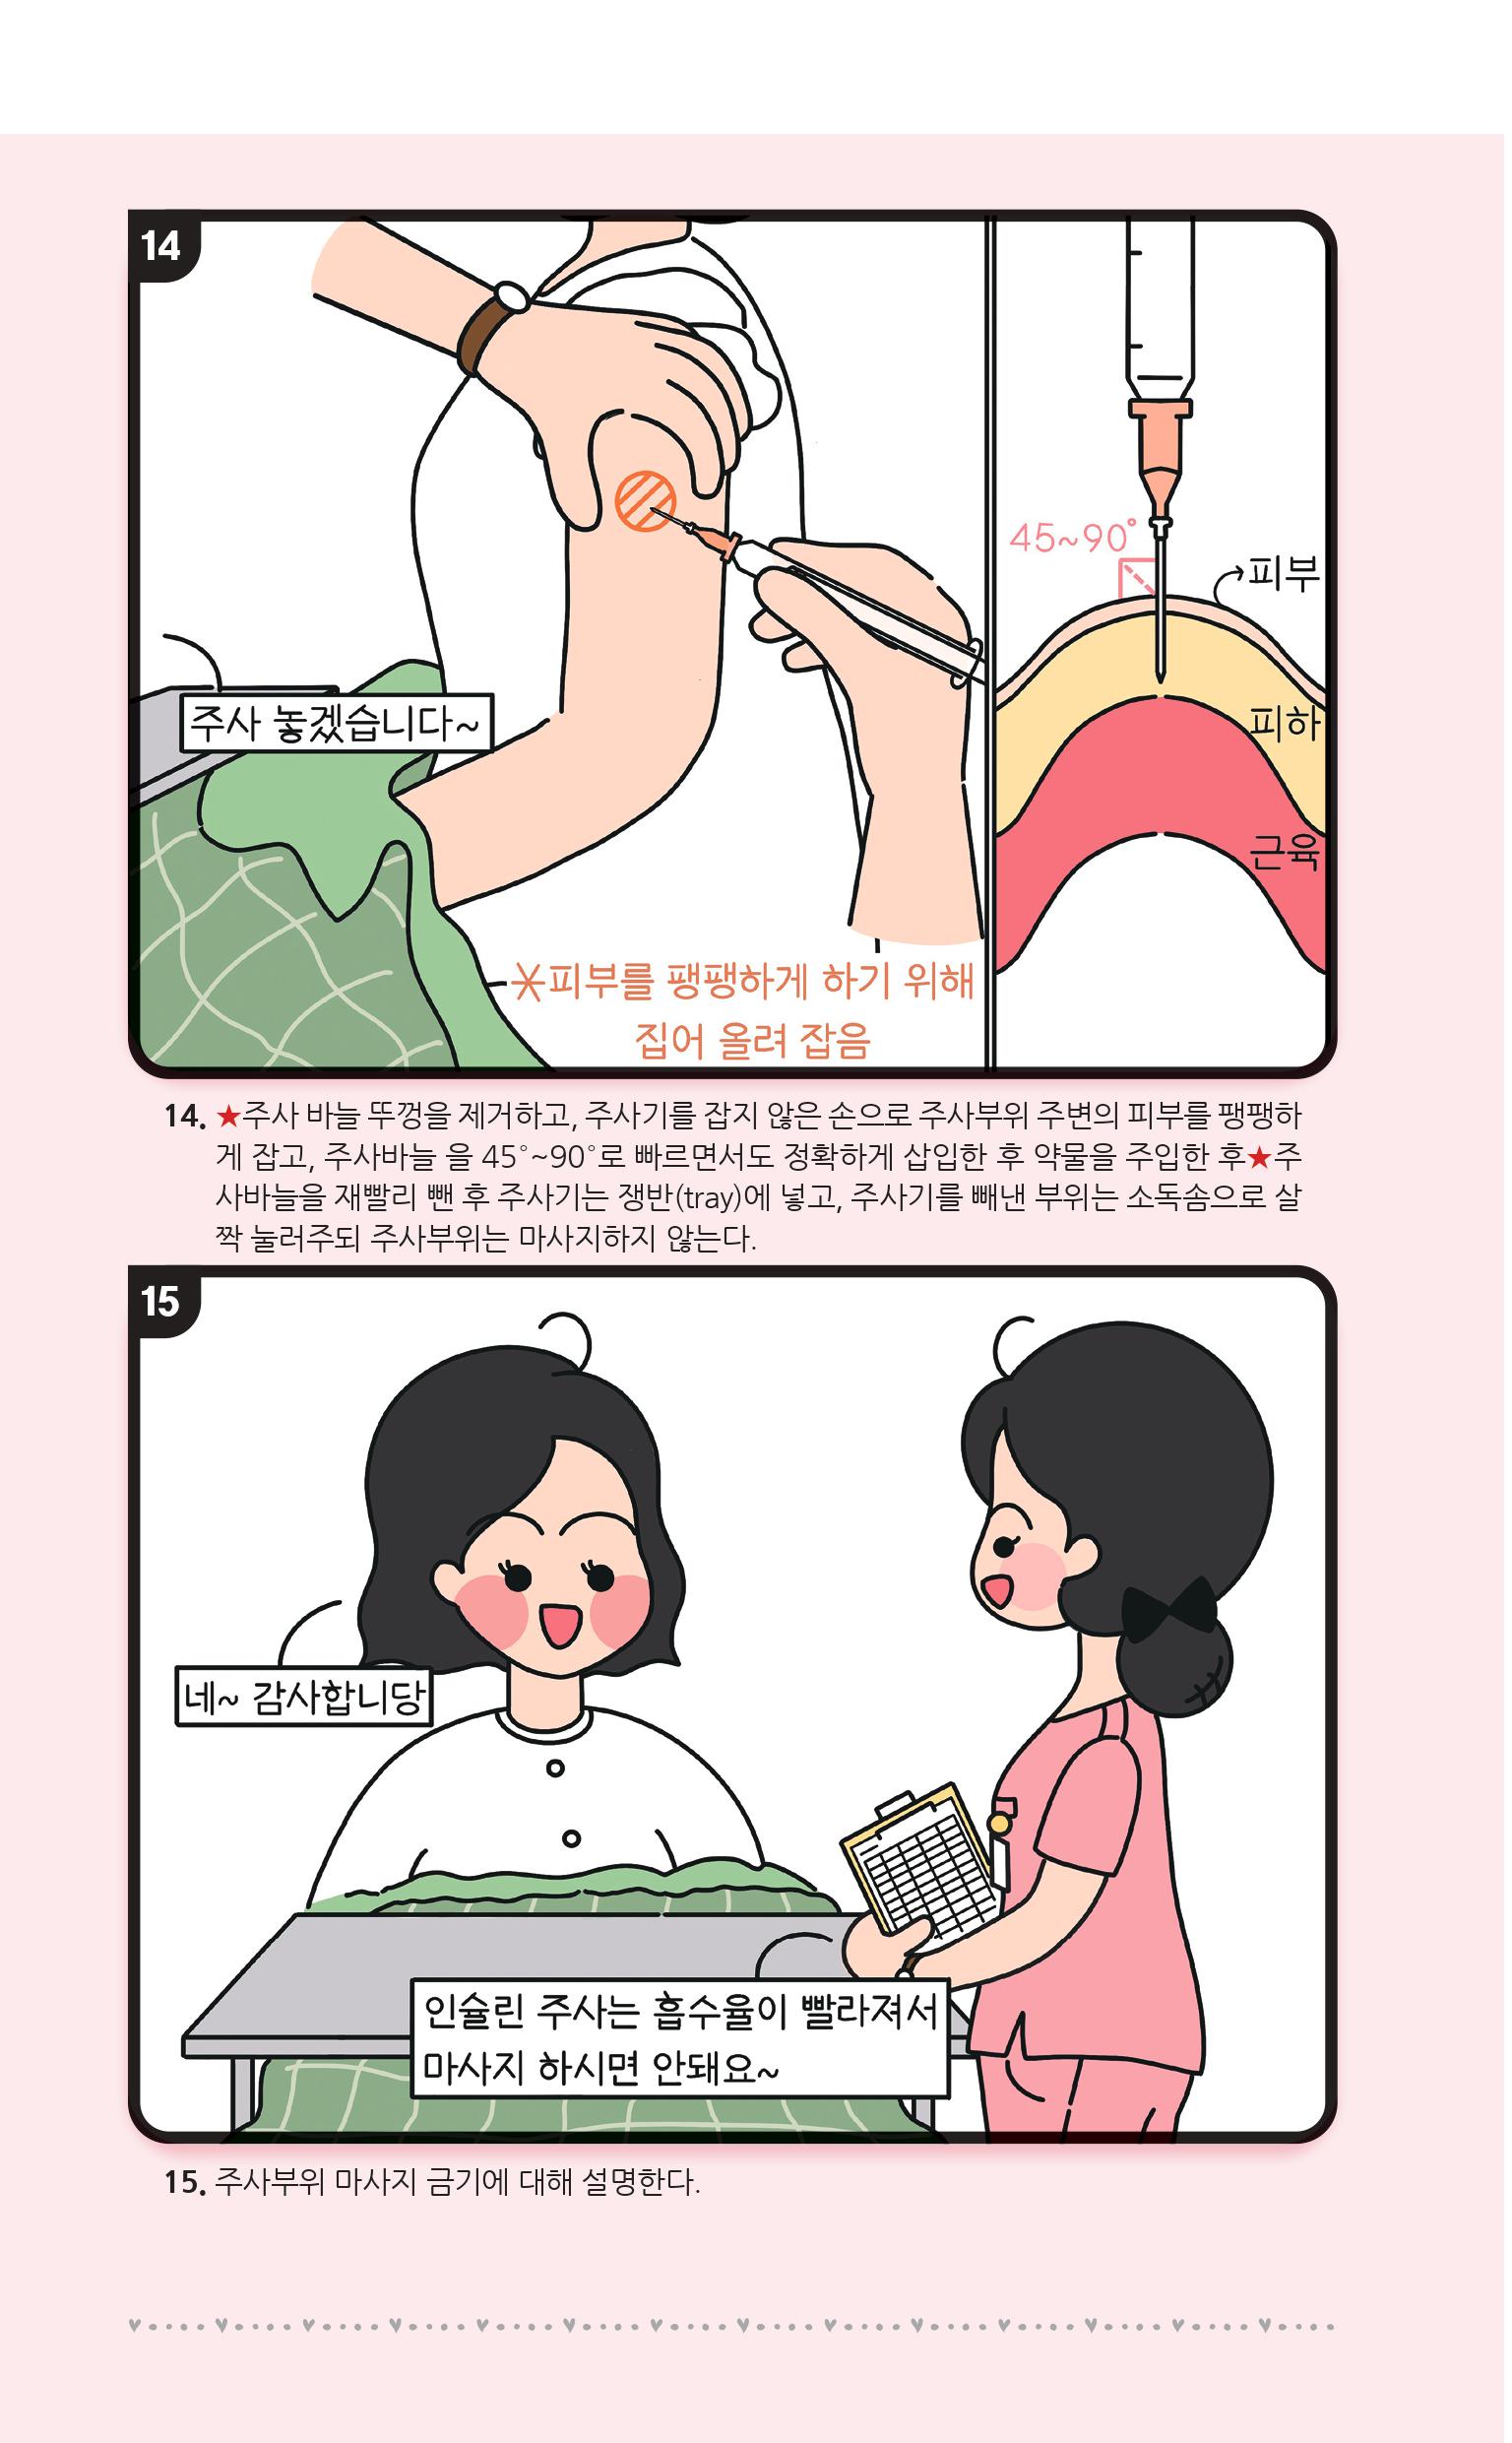 14
45~90°
피부
주사 놓겠습니다~
피하
근육
*피부를 팽팽하게 하기 위해
집어 올려 잡음
14. ★주사 바늘 뚜껑을 제거하고, 주사기를 잡지 않은 손으로 주사부위 주변의 피부를 팽팽하
게 잡고, 주사바늘 을 45°~90°로 빠르면서도 정확하게 삽입한 후 약물을 주입한 후★주
사바늘을 재빨리 뺀 후 주사기는 쟁반(tray)에 넣고, 주사기를 빼낸 부위는 소독솜으로 살
짝 눌러주되 주사부위는 마사지하지 않는다.
15
네~ 감사합니당
인슐린 주사는 흡수율이 빨라져서
마사지 하시면 안돼요~
15. 주사부위 마사지 금기에 대해 설명한다.